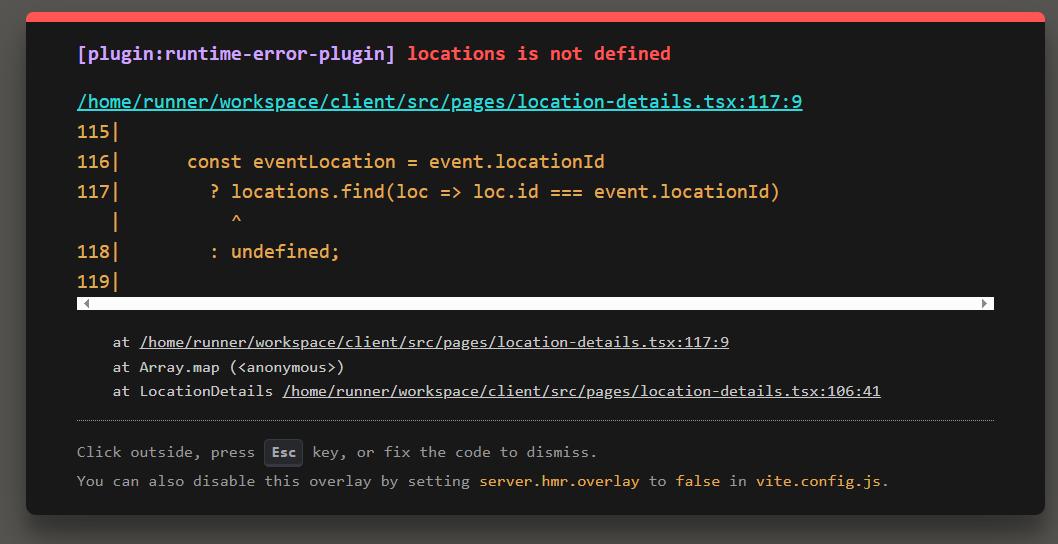 [plugin:runtime-error-plugin] locations is not defined
/home/runner/workspace/client/src/pages/location-details.tsx:117:9
115|
116|      const eventLocation = event.locationId
117|        ? locations.find(loc => loc.id === event.locationId)
   |          ^
118|        : undefined;
119|
at /home/runner/workspace/client/src/pages/location-details.tsx:117:9
at Array.map (<anonymous>)
at LocationDetails /home/runner/workspace/client/src/pages/location-details.tsx:106:41
Click outside, press Esc key, or fix the code to dismiss.
You can also disable this overlay by setting server.hmr.overlay to false in vite.config.js.